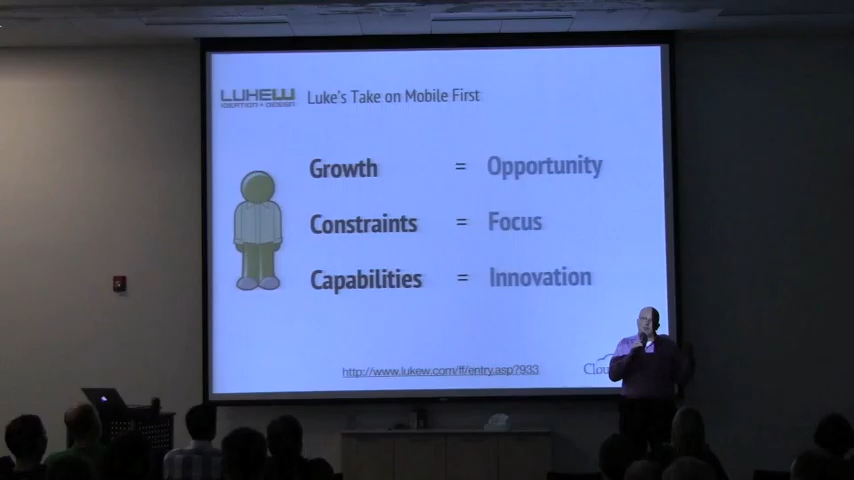 LUKEW
IDEATION + DESIGN
Luke's Take on Mobile First
Growth = Opportunity
Constraints = Focus
Capabilities = Innovation
http://www.lukew.com/ff/entry.asp?933
Clou